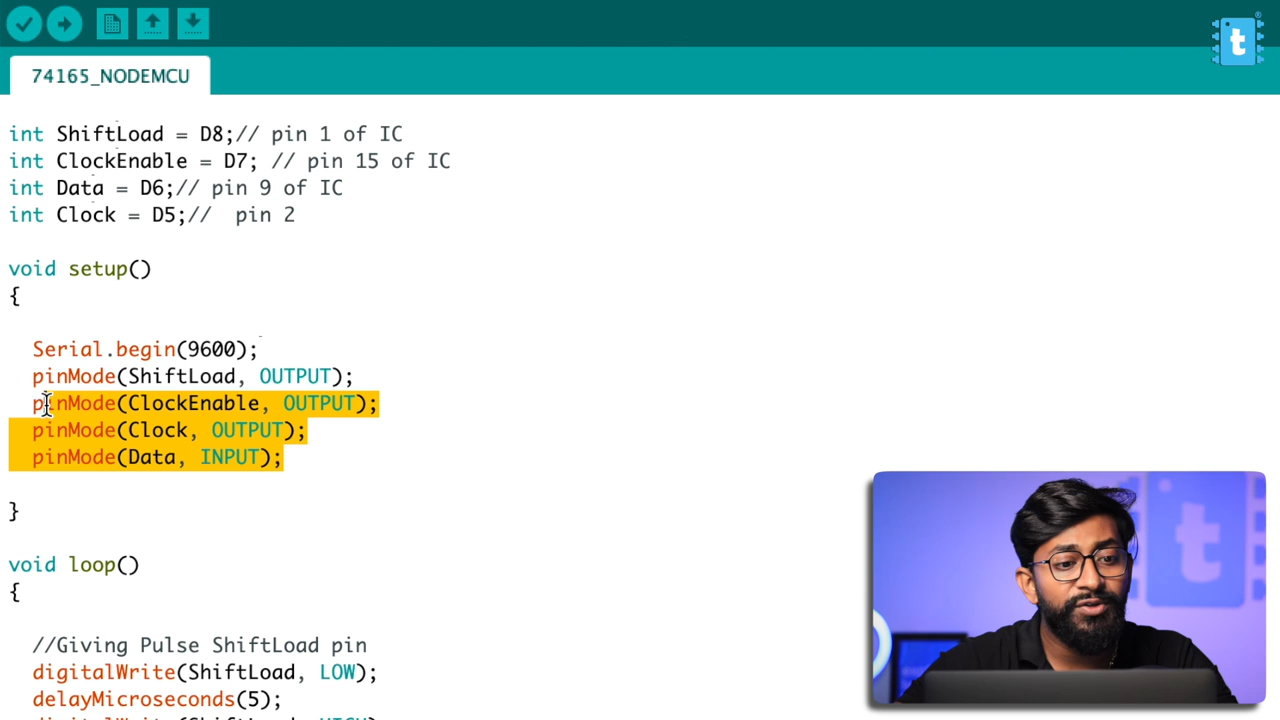 74165_NODEMCU
t
int ShiftLoad = D8;// pin 1 of IC
int ClockEnable = D7; // pin 15 of IC
int Data = D6;// pin 9 of IC
int Clock = D5;//  pin 2
void setup()
{
Serial.begin(9600);
pinMode(ShiftLoad, OUTPUT);
pinMode(ClockEnable, OUTPUT);
pinMode(Clock, OUTPUT);
pinMode(Data, INPUT);
}
void loop()
{
//Giving Pulse ShiftLoad pin
digitalWrite(ShiftLoad, LOW);
delayMicroseconds(5);
t